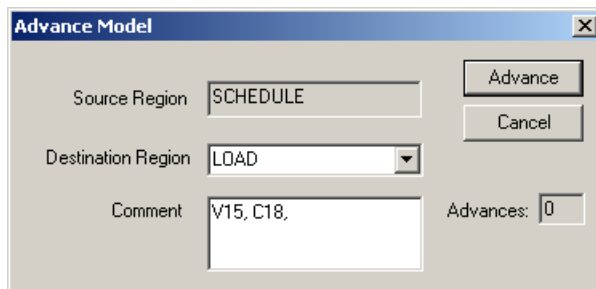 Advance Model
Source Region SCHEDULE
Advance
Cancel
Destination Region LOAD
Comment V15, C18,
Advances: 0